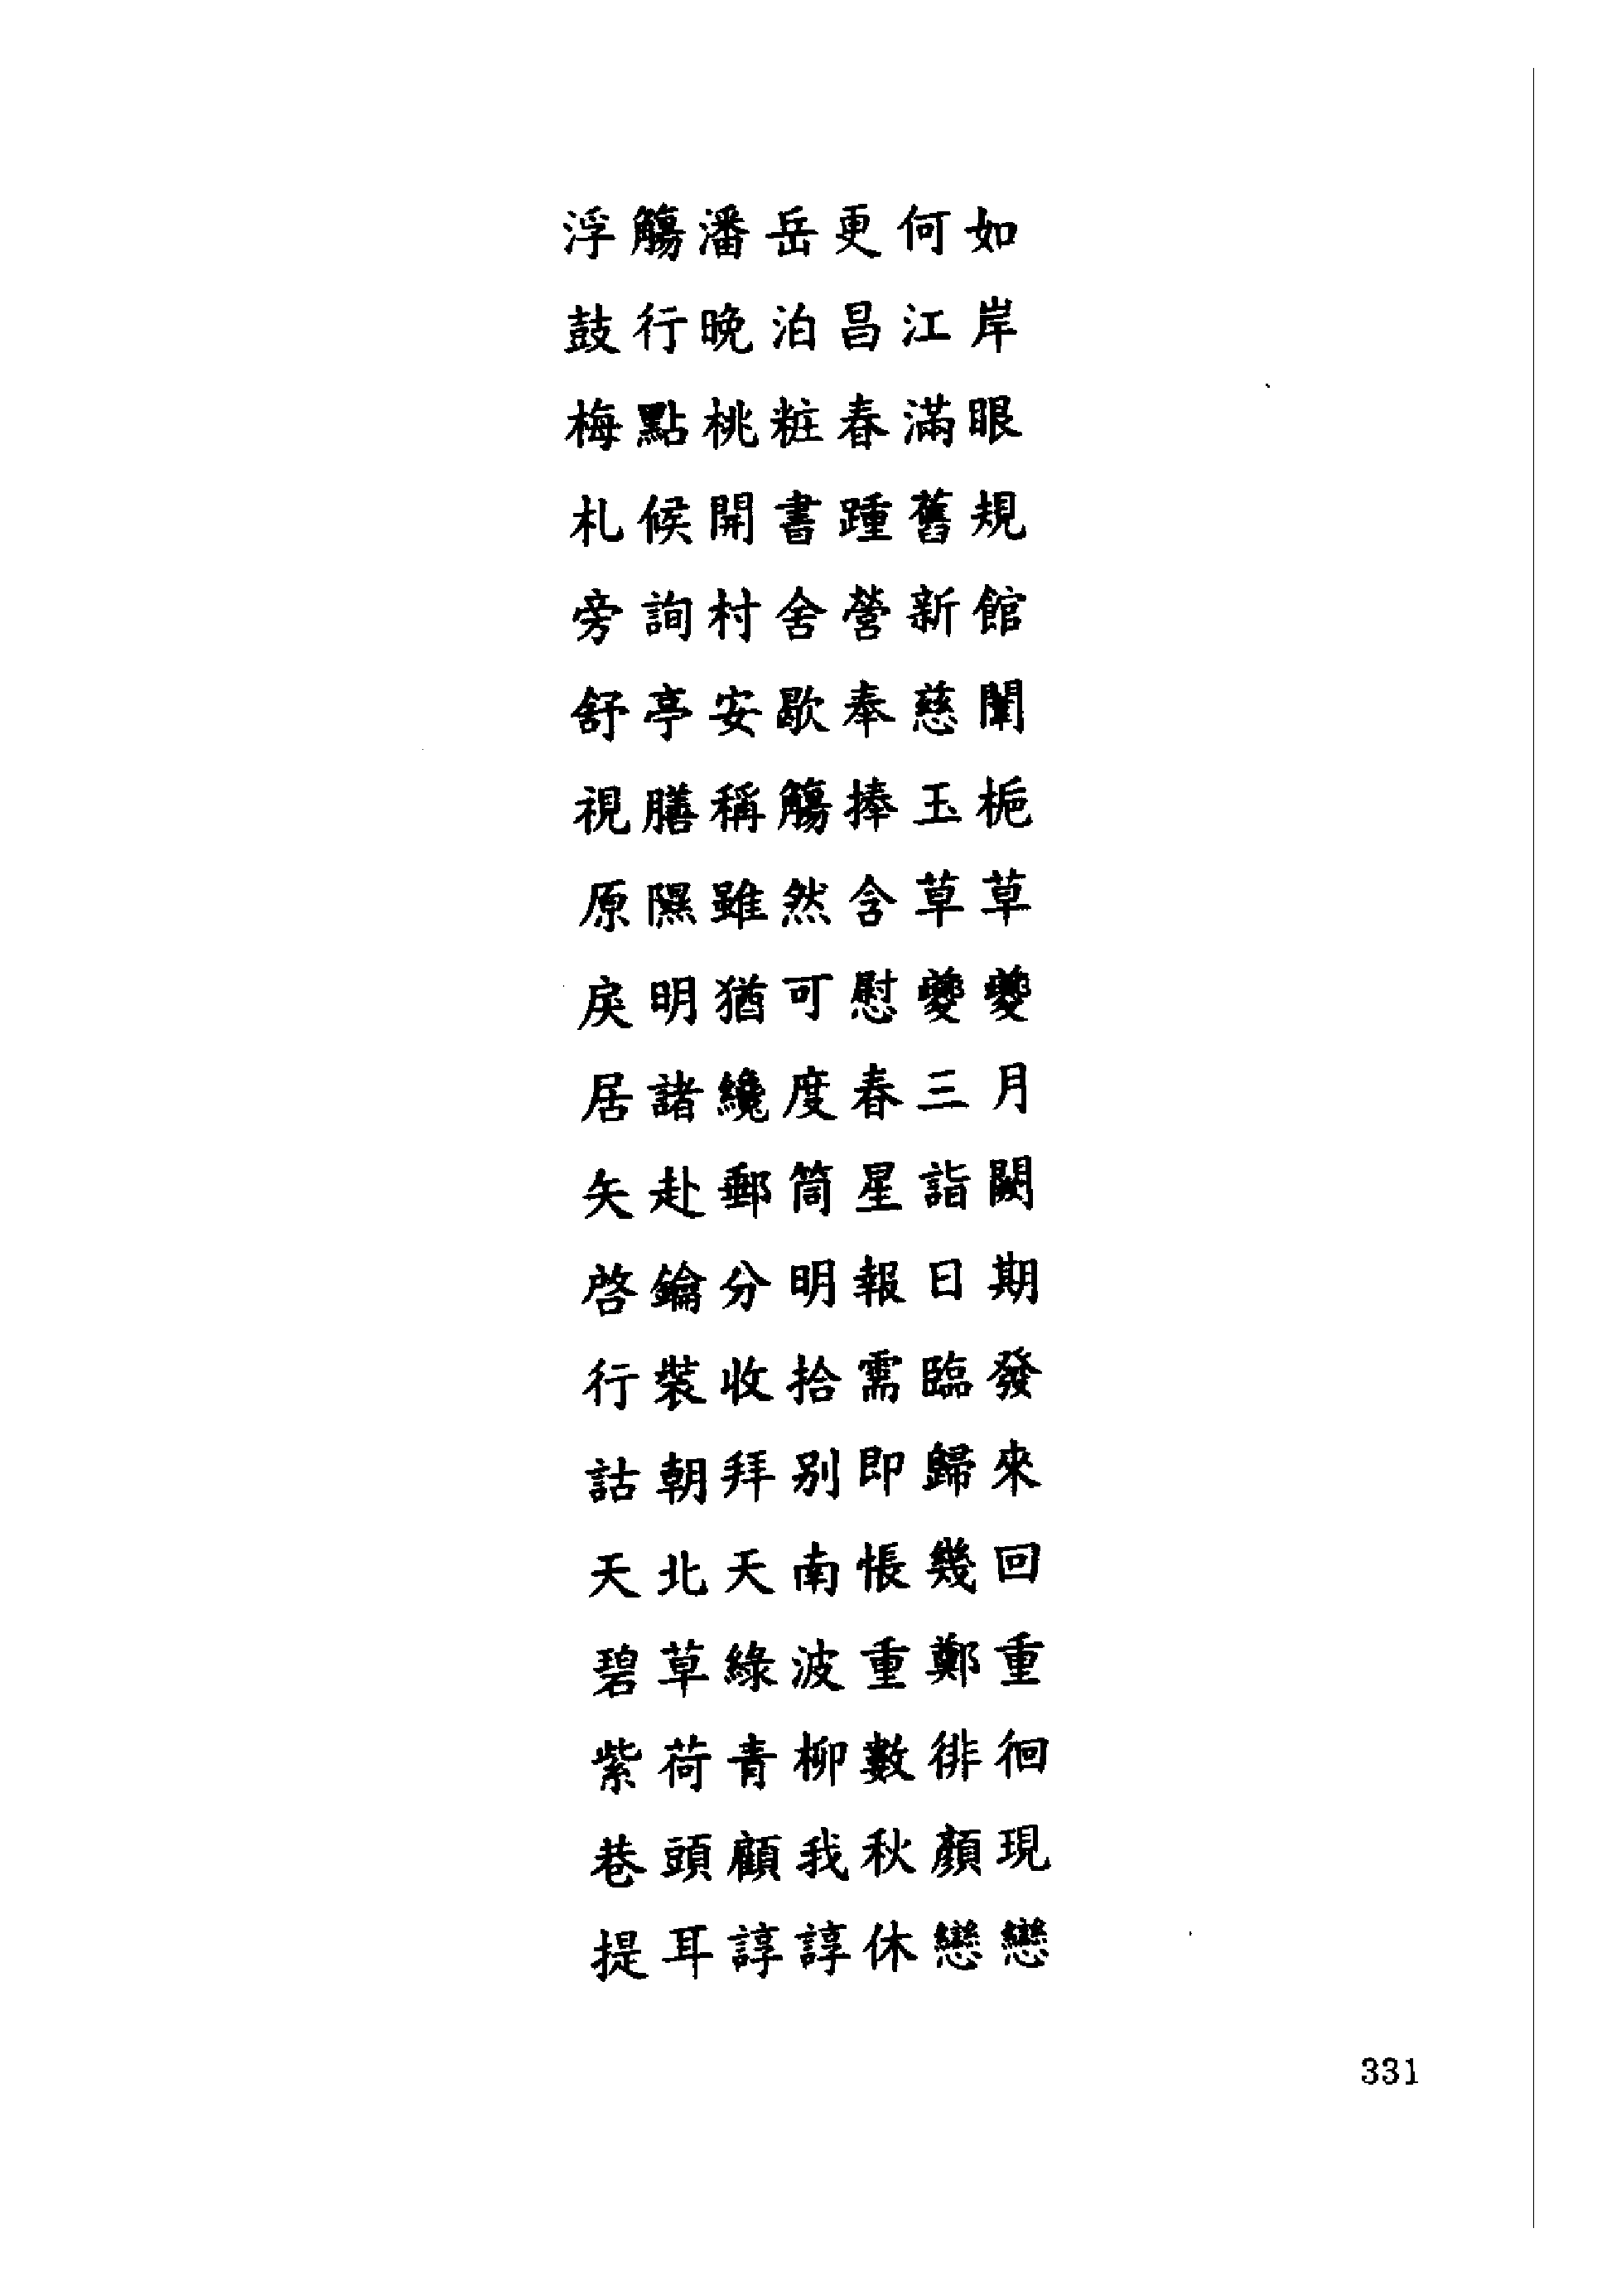 浮觴潘岳更何如
鼓行晚泊昌江岸
梅點桃粧春滿眼
札候開書踵舊規
旁詢村舍營新館
舒亭安歇奉慈闈
視膳稱觴捧玉梔
原隰雖然含草草
戾明猶可慰夔夔
居諸纔度春三月
矢赴郵筒星詣闕
啓鑰分明報日期
行裝收拾需臨發
詁朝拜别即歸來
天北天南悵幾回
碧草綠波重鄭重
紫荷青柳數徘徊
巷頭顧我秋顏現
提耳諄諄休戀戀
331